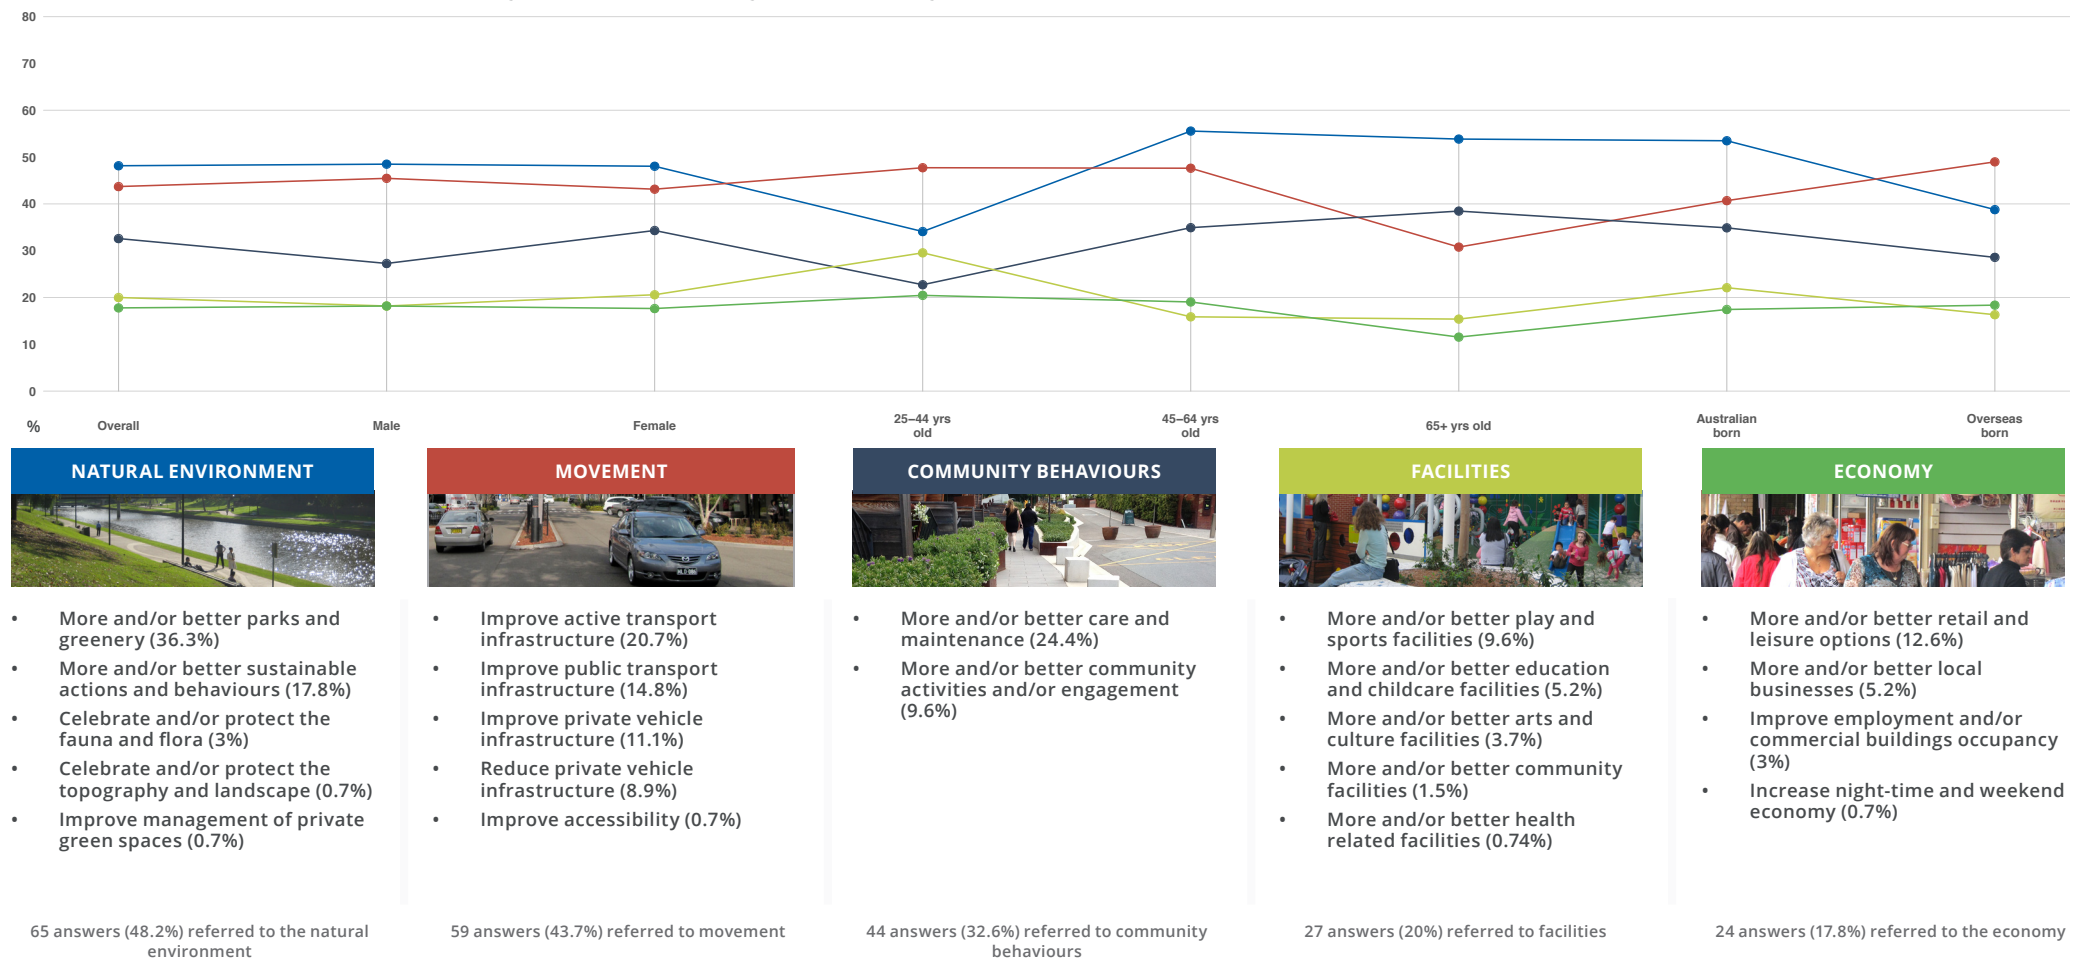 80
70
60
50
40
30
20
10
0
%
Overall
Male
Female
25–44 yrs
old
45–64 yrs
old
65+ yrs old
Australian
born
Overseas
born
NATURAL ENVIRONMENT
• More and/or better parks and
greenery (36.3%)
• More and/or better sustainable
actions and behaviours (17.8%)
• Celebrate and/or protect the
fauna and flora (3%)
• Celebrate and/or protect the
topography and landscape (0.7%)
• Improve management of private
green spaces (0.7%)
65 answers (48.2%) referred to the natural
environment
MOVEMENT
• Improve active transport
infrastructure (20.7%)
• Improve public transport
infrastructure (14.8%)
• Improve private vehicle
infrastructure (11.1%)
• Reduce private vehicle
infrastructure (8.9%)
• Improve accessibility (0.7%)
59 answers (43.7%) referred to movement
COMMUNITY BEHAVIOURS
• More and/or better care and
maintenance (24.4%)
• More and/or better community
activities and/or engagement
(9.6%)
44 answers (32.6%) referred to community
behaviours
FACILITIES
• More and/or better play and
sports facilities (9.6%)
• More and/or better education
and childcare facilities (5.2%)
• More and/or better arts and
culture facilities (3.7%)
• More and/or better community
facilities (1.5%)
• More and/or better health
related facilities (0.74%)
27 answers (20%) referred to facilities
ECONOMY
• More and/or better retail and
leisure options (12.6%)
• More and/or better local
businesses (5.2%)
• Improve employment and/or
commercial buildings occupancy
(3%)
• Increase night-time and weekend
economy (0.7%)
24 answers (17.8%) referred to the economy